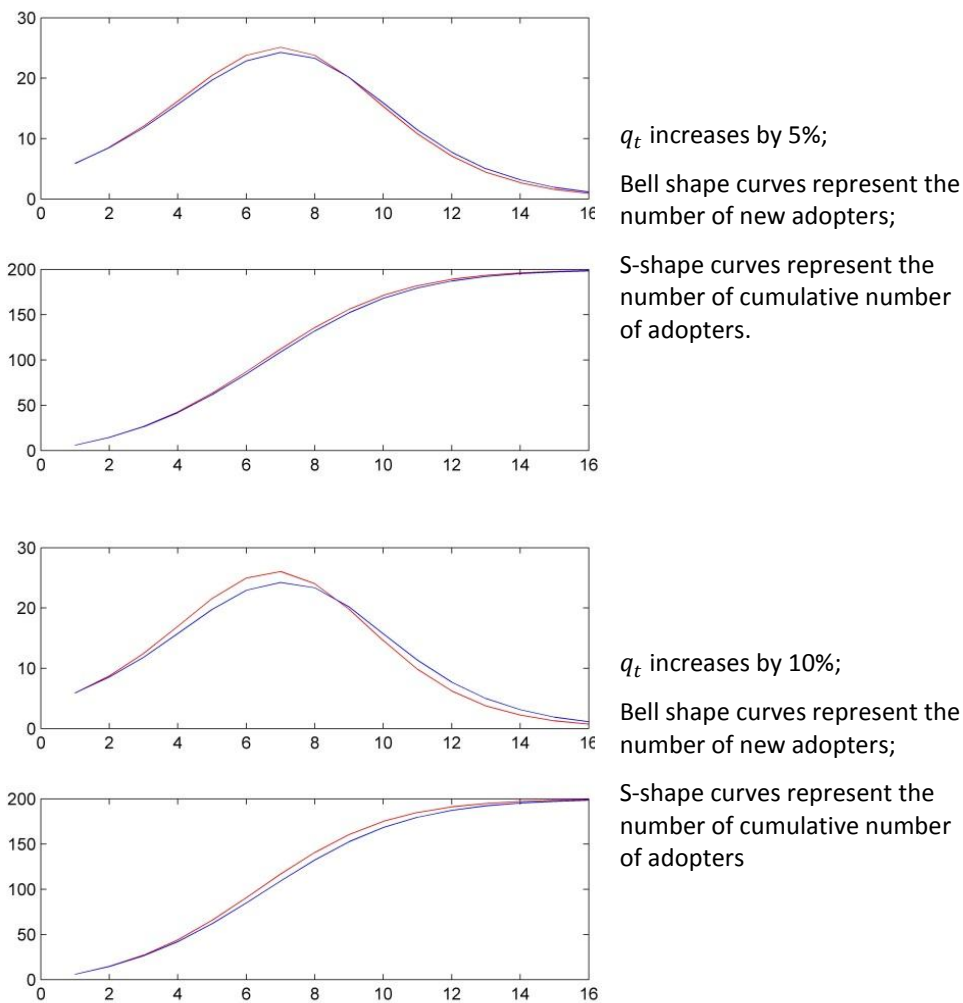 30
20
10
0
0 2 4 6 8 10 12 14 16
q_t increases by 5%;
Bell shape curves represent the
number of new adopters;
200
150
100
50
0
0 2 4 6 8 10 12 14 16
S-shape curves represent the
number of cumulative number
of adopters.
30
20
10
0
0 2 4 6 8 10 12 14 16
q_t increases by 10%;
Bell shape curves represent the
number of new adopters;
200
150
100
50
0
0 2 4 6 8 10 12 14 16
S-shape curves represent the
number of cumulative number
of adopters